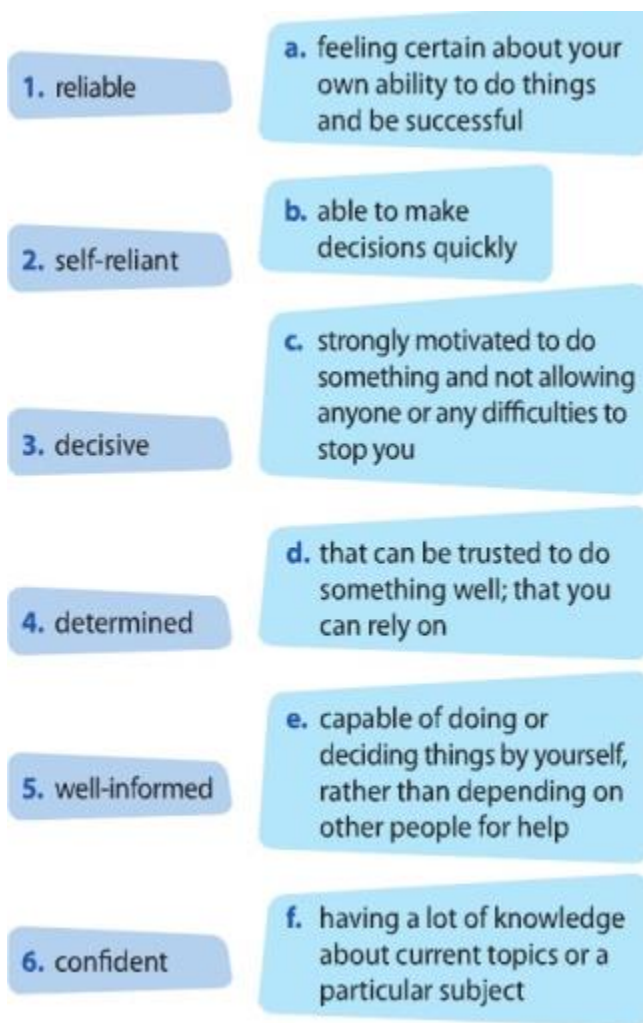 1. reliable
a. feeling certain about your
own ability to do things
and be successful
2. self-reliant
b. able to make
decisions quickly
3. decisive
c. strongly motivated to do
something and not allowing
anyone or any difficulties to
stop you
4. determined
d. that can be trusted to do
something well; that you
can rely on
5. well-informed
e. capable of doing or
deciding things by yourself,
rather than depending on
other people for help
6. confident
f. having a lot of knowledge
about current topics or a
particular subject